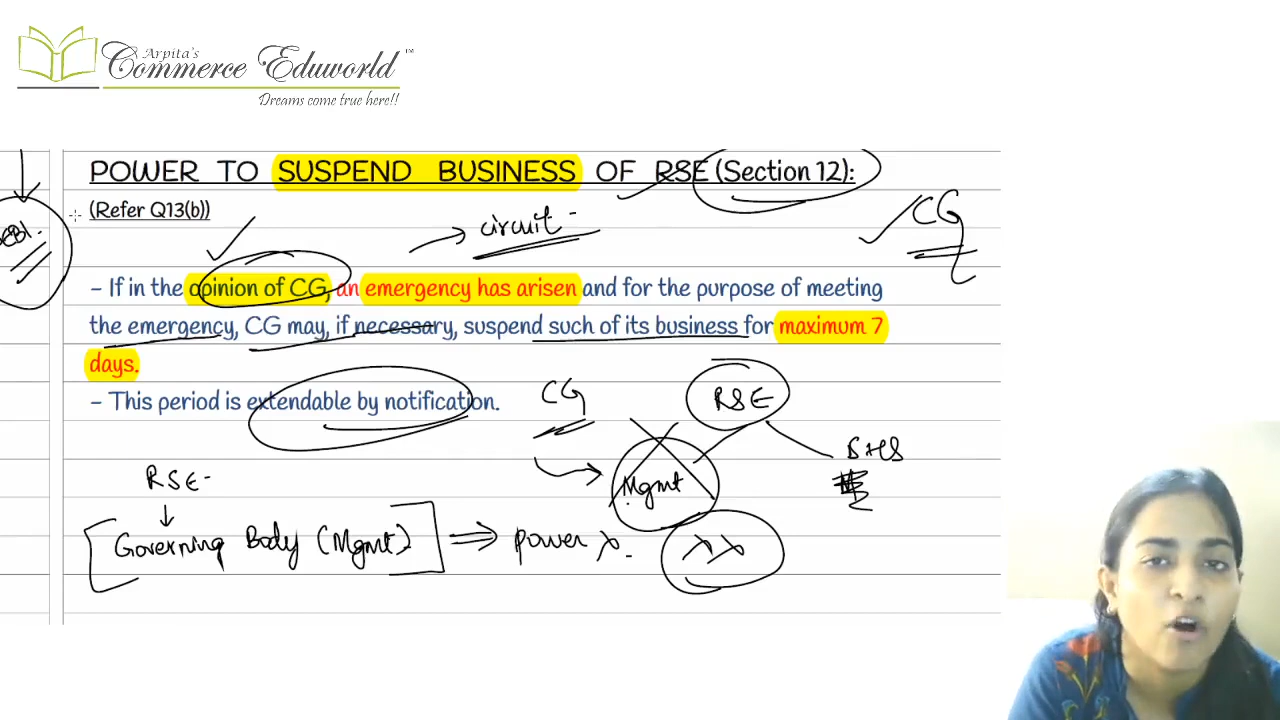 Arpita's
Commerce Eduworld™
Dreams come true here!!
POWER TO SUSPEND BUSINESS OF RSE (Section 12):
(Refer Q13(b))
CG
circuit -
– If in the opinion of CG, an emergency has arisen and for the purpose of meeting
the emergency, CG may, if necessary, suspend such of its business for maximum 7
days.
– This period is extendable by notification.
CG
RSE
RSE-
Mgmt
Governing Body (Mgmt) ⇒ power x.
xx